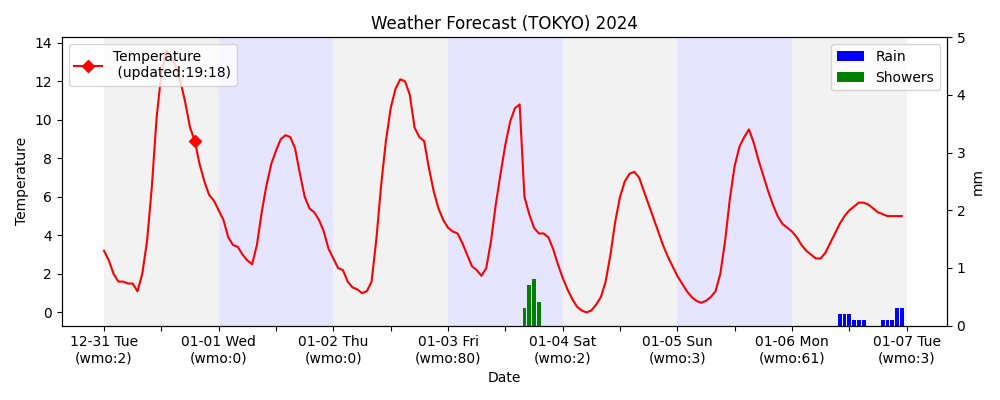 Weather Forecast (TOKYO) 2024
Temperature
(updated:19:18)
Rain
Showers
14
12
10
8
6
4
2
0
Temperature
5
4
3
2
1
0
mm
12-31 Tue
(wmo:2)
01-01 Wed
(wmo:0)
01-02 Thu
(wmo:0)
01-03 Fri
(wmo:80)
01-04 Sat
(wmo:2)
01-05 Sun
(wmo:3)
01-06 Mon
(wmo:61)
01-07 Tue
(wmo:3)
Date